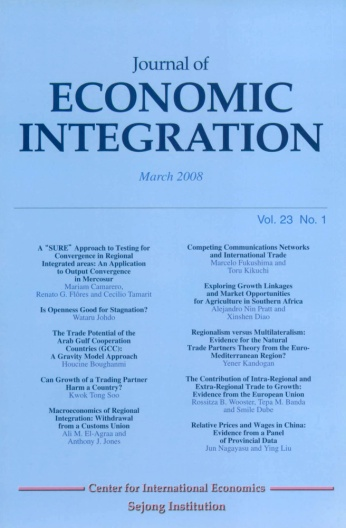 Journal of
ECONOMIC
INTEGRATION
March 2008
Vol. 23 No. 1
A "SURE" Approach to Testing for
Convergence in Regional
Integrated areas: An Application
to Output Convergence
in Mercosur
Mariam Camarero,
Renato G. Flôres and Cecilio Tamarit
Is Openness Good for Stagnation?
Wataru Johdo
The Trade Potential of the
Arab Gulf Cooperation
Countries (GCC):
A Gravity Model Approach
Houcine Boughanmi
Can Growth of a Trading Partner
Harm a Country?
Kwok Tong Soo
Macroeconomics of Regional
Integration: Withdrawal
from a Customs Union
Ali M. El-Agraa and
Anthony J. Jones
Competing Communications Networks
and International Trade
Marcelo Fukushima and
Toru Kikuchi
Exploring Growth Linkages
and Market Opportunities
for Agriculture in Southern Africa
Alejandro Nin Pratt and
Xinshen Diao
Regionalism versus Multilateralism:
Evidence for the Natural
Trade Partners Theory from the Euro-
Mediterranean Region?
Yener Kandogan
The Contribution of Intra-Regional and
Extra-Regional Trade to Growth:
Evidence from the European Union
Rossitza B. Wooster, Teps M. Banda
and Smile Dube
Relative Prices and Wages in China:
Evidence from a Panel
of Provincial Data
Jun Nagayasu and Ying Lin
Center for International Economics
Sejong Institution